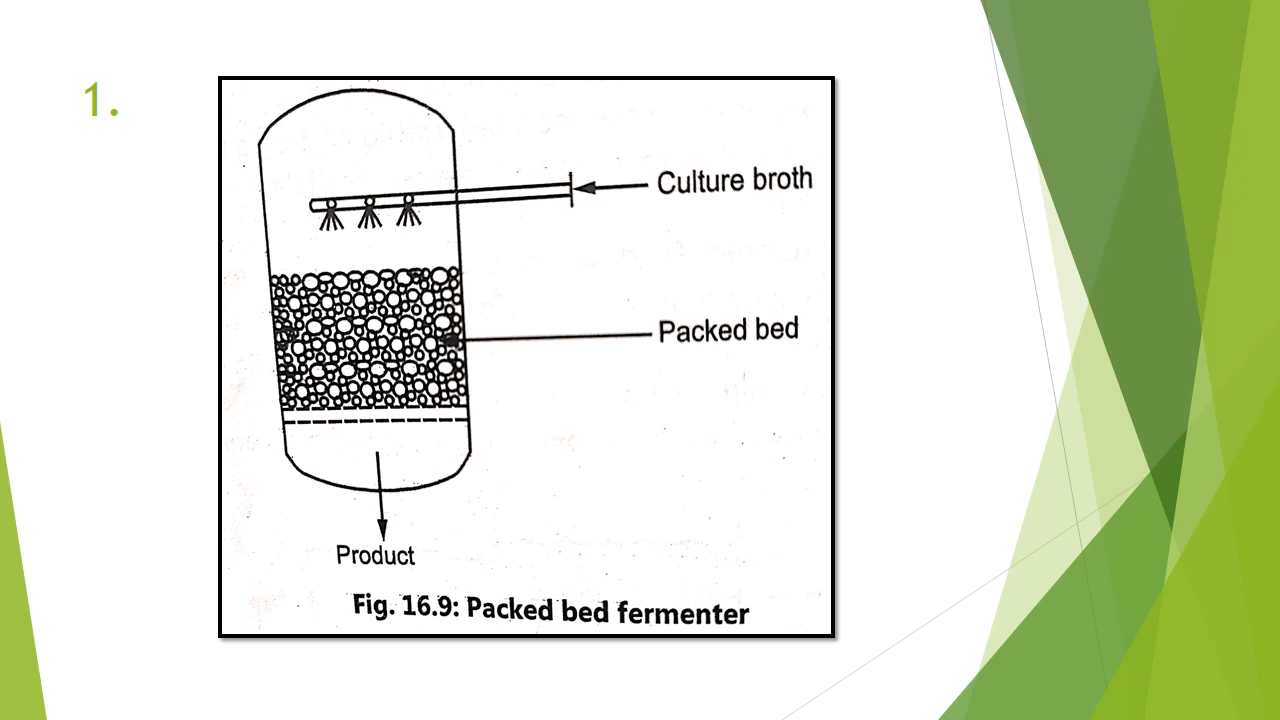 1.
Culture broth
Packed bed
Product
Fig. 16.9: Packed bed fermenter